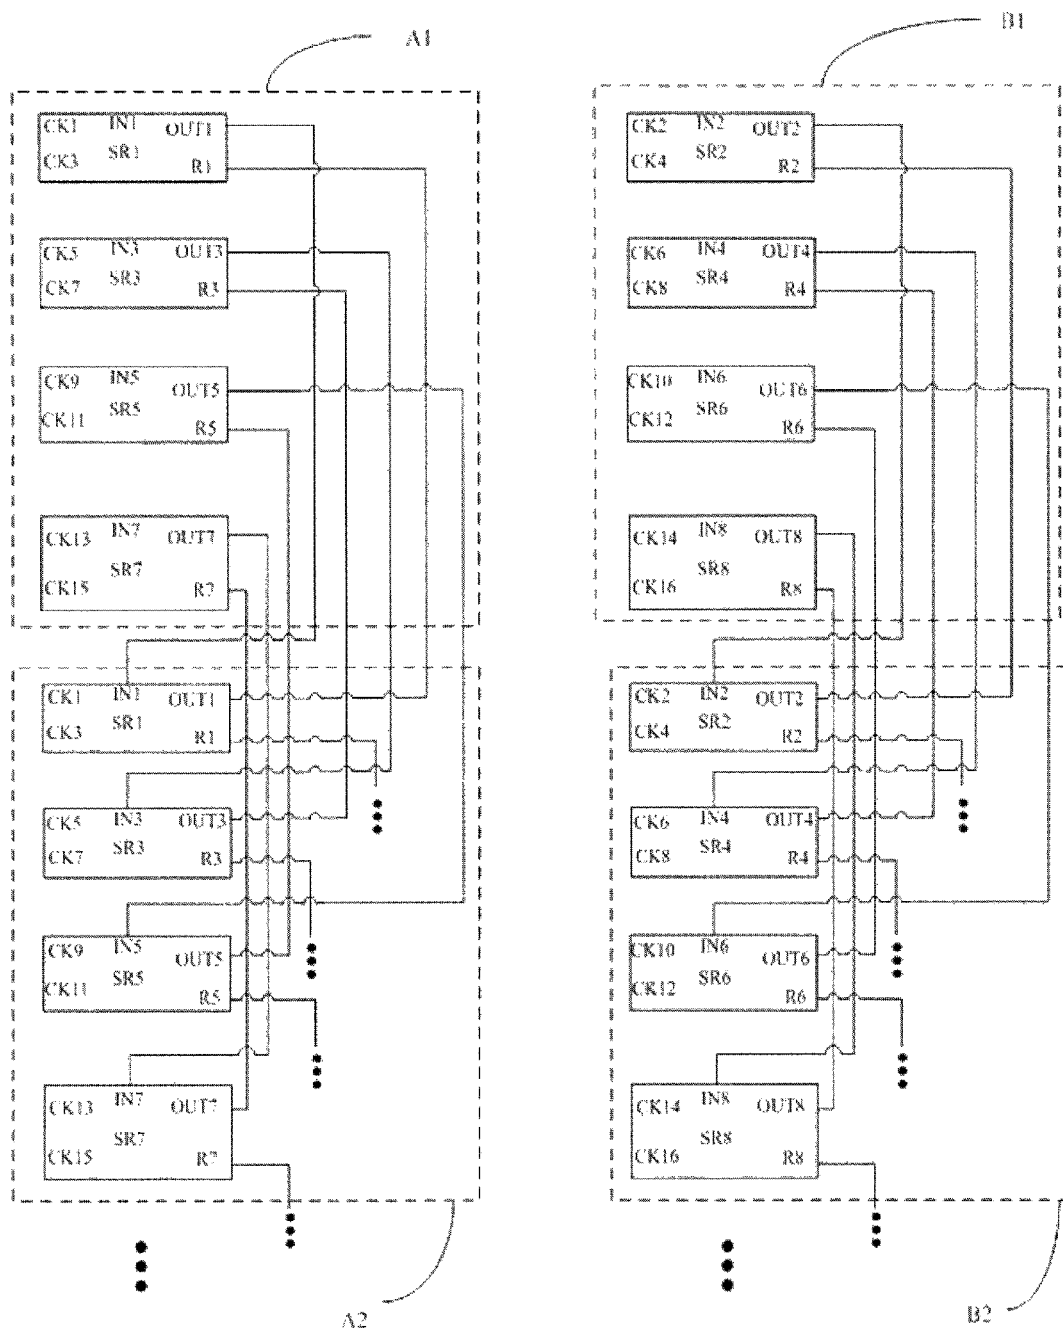 A1
B1
CK1 IN1 OUT1
CK3 SR1 R1
CK5 IN3 OUT3
CK7 SR3 R3
CK9 IN5 OUT5
CK11 SR5 R5
CK13 IN7 OUT7
CK15 SR7 R7
CK1 IN1 OUT1
CK3 SR1 R1
CK5 IN3 OUT3
CK7 SR3 R3
CK9 IN5 OUT5
CK11 SR5 R5
CK13 IN7 OUT7
CK15 SR7 R7
CK2 IN2 OUT2
CK4 SR2 R2
CK6 IN4 OUT4
CK8 SR4 R4
CK10 IN6 OUT6
CK12 SR6 R6
CK14 IN8 OUT8
CK16 SR8 R8
CK2 IN2 OUT2
CK4 SR2 R2
CK6 IN4 OUT4
CK8 SR4 R4
CK10 IN6 OUT6
CK12 SR6 R6
CK14 IN8 OUT8
CK16 SR8 R8
A2
B2